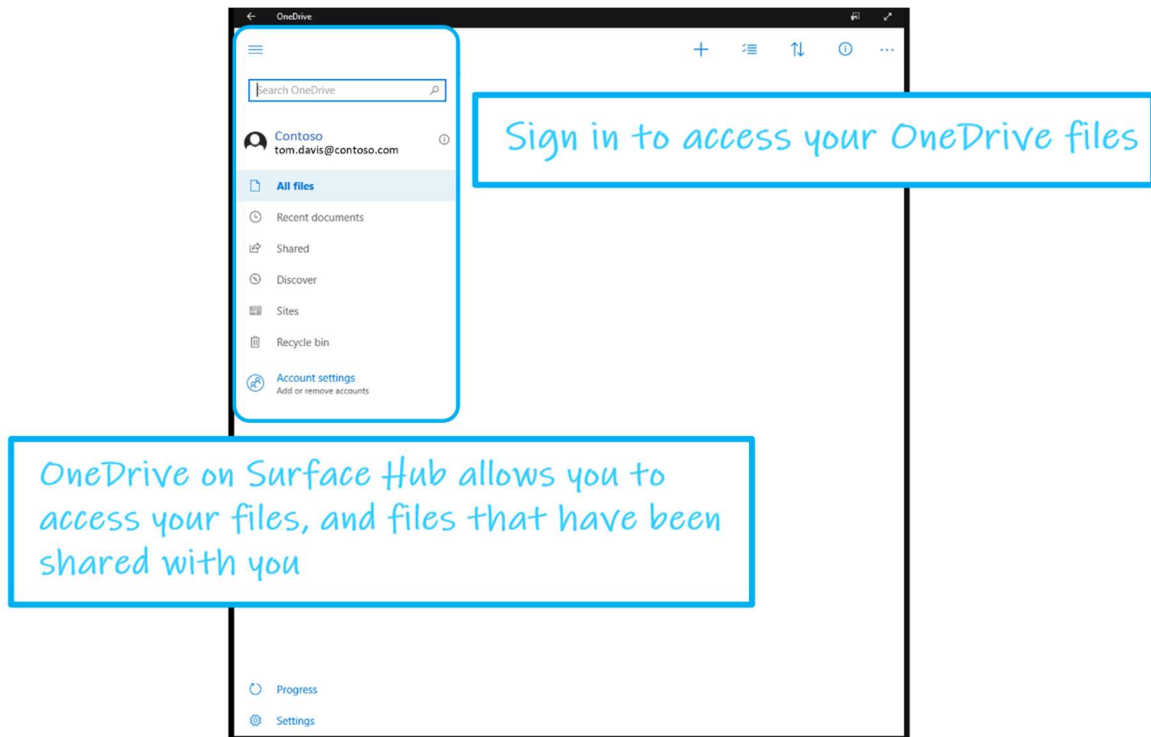 OneDrive
Search OneDrive
Sign in to access your OneDrive files
Contoso
tom.davis@contoso.com
All files
Recent documents
Shared
Discover
Sites
Recycle bin
Account settings
Add or remove accounts
OneDrive on Surface Hub allows you to
access your files, and files that have been
shared with you
Progress
Settings